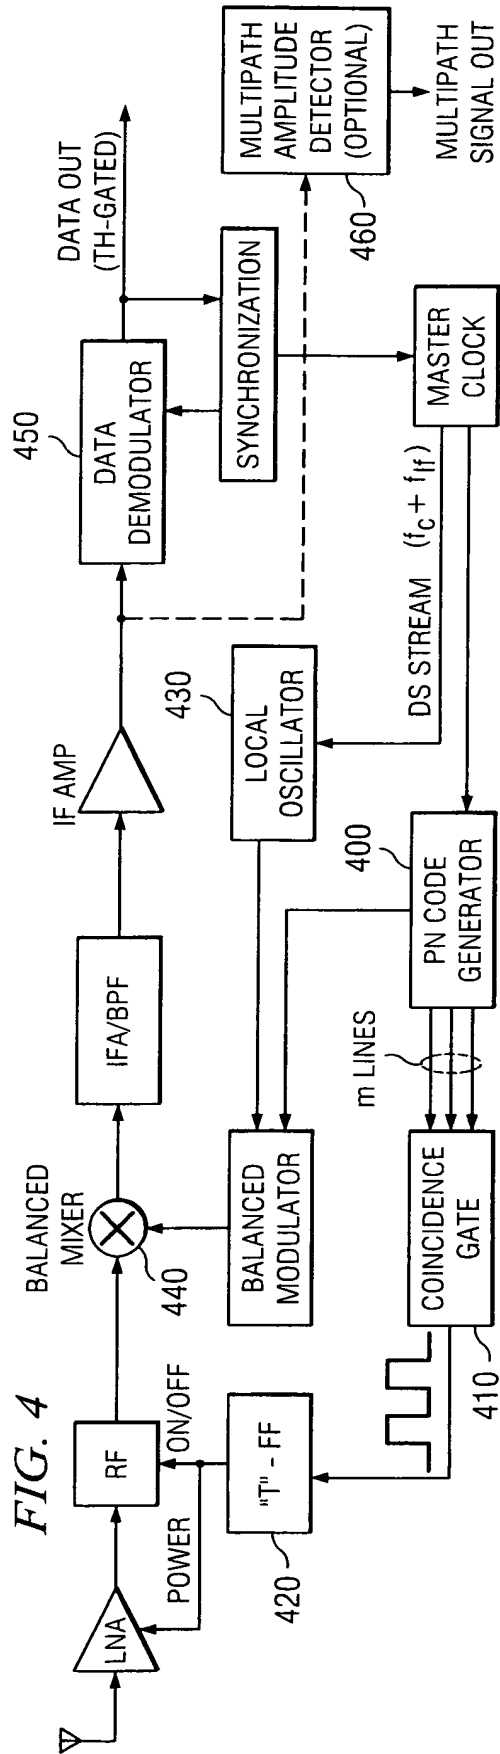 FIG. 4
LNA
POWER
RF
ON/OFF
"T" - FF
420
BALANCED
MIXER
440
IFA/BPF
IF AMP
450
DATA
DEMODULATOR
DATA OUT
(TH-GATED)
SYNCHRONIZATION
MULTIPATH
AMPLITUDE
DETECTOR
(OPTIONAL)
460
MULTIPATH
SIGNAL OUT
BALANCED
MODULATOR
430
LOCAL
OSCILLATOR
DS STREAM (fc + fIf)
MASTER
CLOCK
400
PN CODE
GENERATOR
m LINES
COINCIDENCE
GATE
410